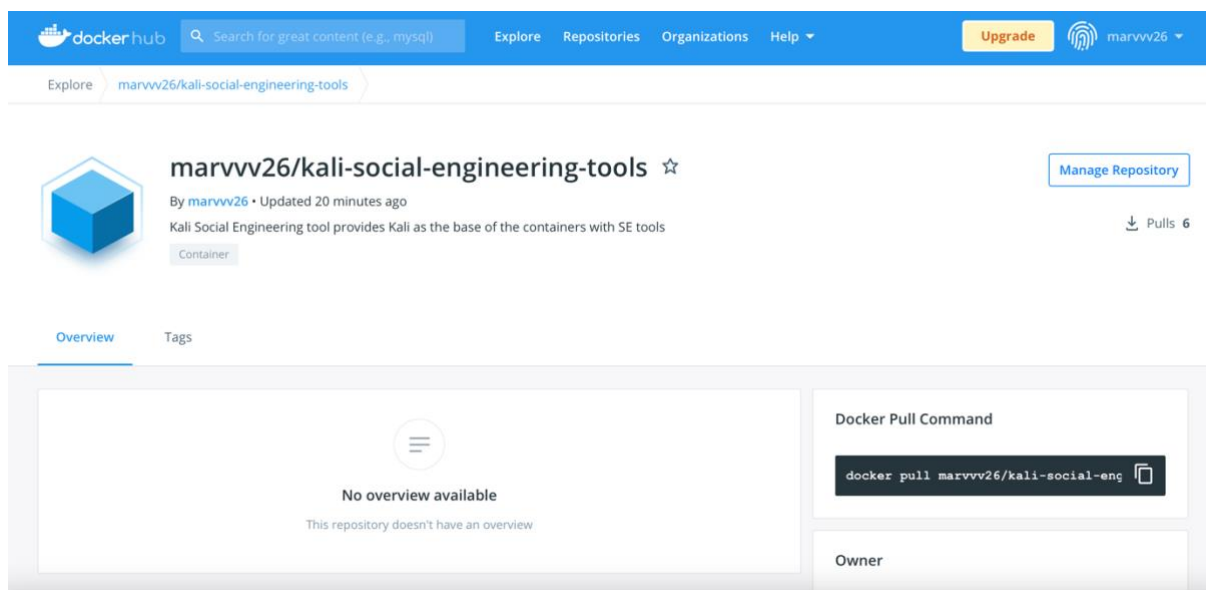 dockerhub Search for great content (e.g., mysql) Explore Repositories Organizations Help Upgrade marvvv26
Explore marvvv26/kali-social-engineering-tools
marvvv26/kali-social-engineering-tools
Manage Repository
By marvvv26 • Updated 20 minutes ago
Kali Social Engineering tool provides Kali as the base of the containers with SE tools
Pulls 6
Container
Overview Tags
Docker Pull Command
docker pull marvvv26/kali-social-eng
No overview available
This repository doesn't have an overview
Owner